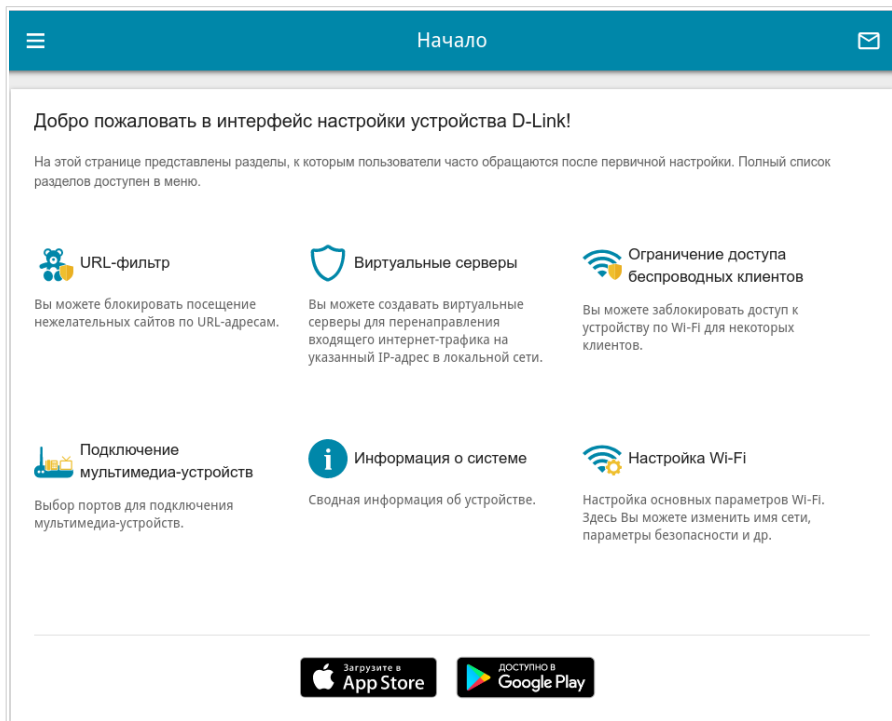 Начало
Добро пожаловать в интерфейс настройки устройства D-Link!
На этой странице представлены разделы, к которым пользователи часто обращаются после первичной настройки. Полный список
разделов доступен в меню.
URL-фильтр
Вы можете блокировать посещение
нежелательных сайтов по URL-адресам.
Виртуальные серверы
Вы можете создавать виртуальные
серверы для перенаправления
входящего интернет-трафика на
указанный IP-адрес в локальной сети.
Ограничение доступа
беспроводных клиентов
Вы можете заблокировать доступ к
устройству по Wi-Fi для некоторых
клиентов.
Подключение
мультимедиа-устройств
Выбор портов для подключения
мультимедиа-устройств.
Информация о системе
Сводная информация об устройстве.
Настройка Wi-Fi
Настройка основных параметров Wi-Fi.
Здесь Вы можете изменить имя сети,
параметры безопасности и др.
Загрузите в
App Store
ДОСТУПНО В
Google Play